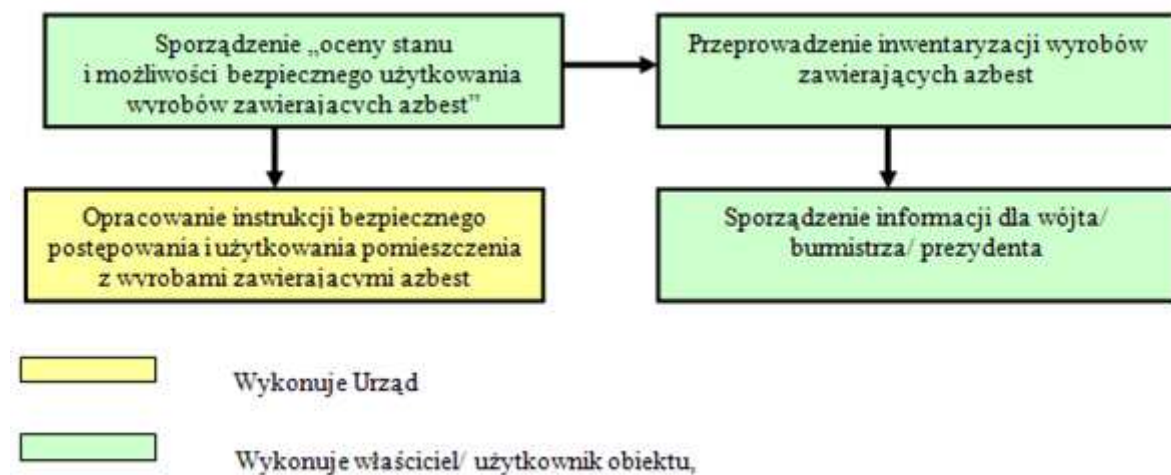 Sporządzenie „oceny stanu
i możliwości bezpiecznego użytkowania
wyrobów zawierających azbest”
Przeprowadzenie inwentaryzacji wyrobów
zawierających azbest
Opracowanie instrukcji bezpiecznego
postępowania i użytkowania pomieszczenia
z wyrobami zawierającymi azbest
Sporządzenie informacji dla wójta/
burmistrza/ prezydenta
Wykonuje Urząd
Wykonuje właściciel/ użytkownik obiektu,